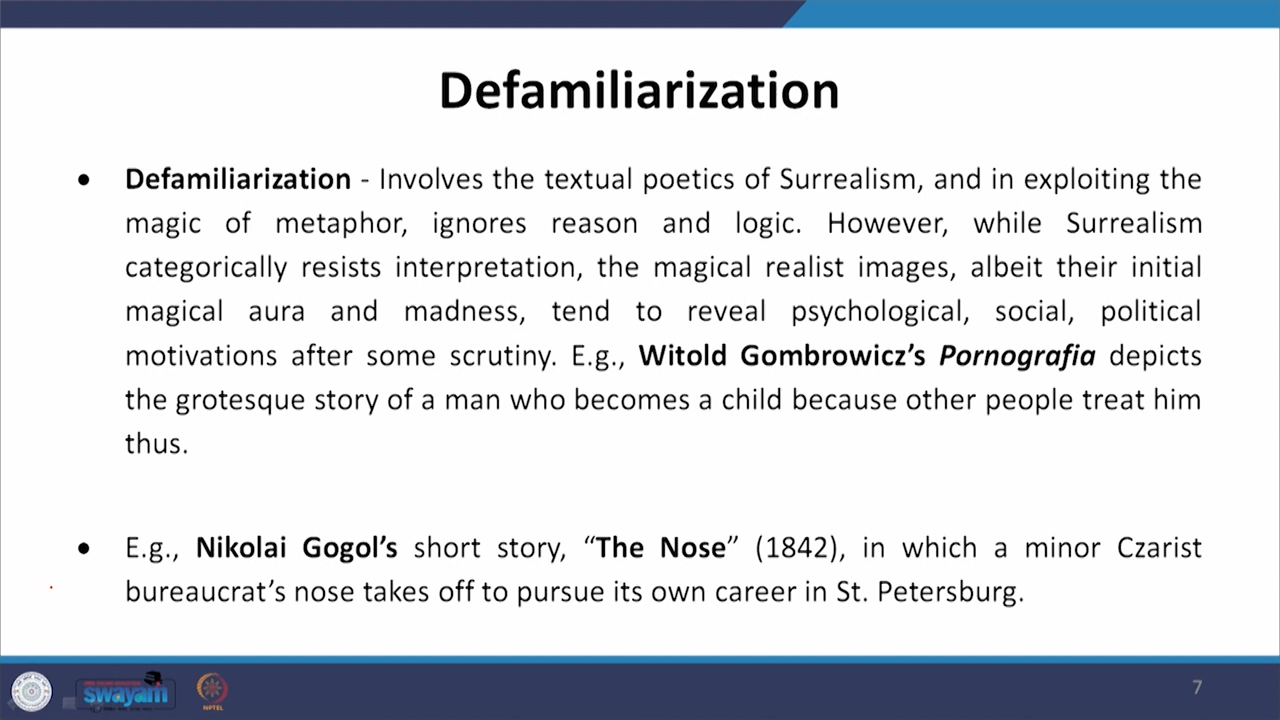 Defamiliarization
• Defamiliarization - Involves the textual poetics of Surrealism, and in exploiting the
magic of metaphor, ignores reason and logic. However, while Surrealism
categorically resists interpretation, the magical realist images, albeit their initial
magical aura and madness, tend to reveal psychological, social, political
motivations after some scrutiny. E.g., Witold Gombrowicz’s Pornografia depicts
the grotesque story of a man who becomes a child because other people treat him
thus.
• E.g., Nikolai Gogol’s short story, “The Nose” (1842), in which a minor Czarist
bureaucrat’s nose takes off to pursue its own career in St. Petersburg.
swayam
NPTEL
7